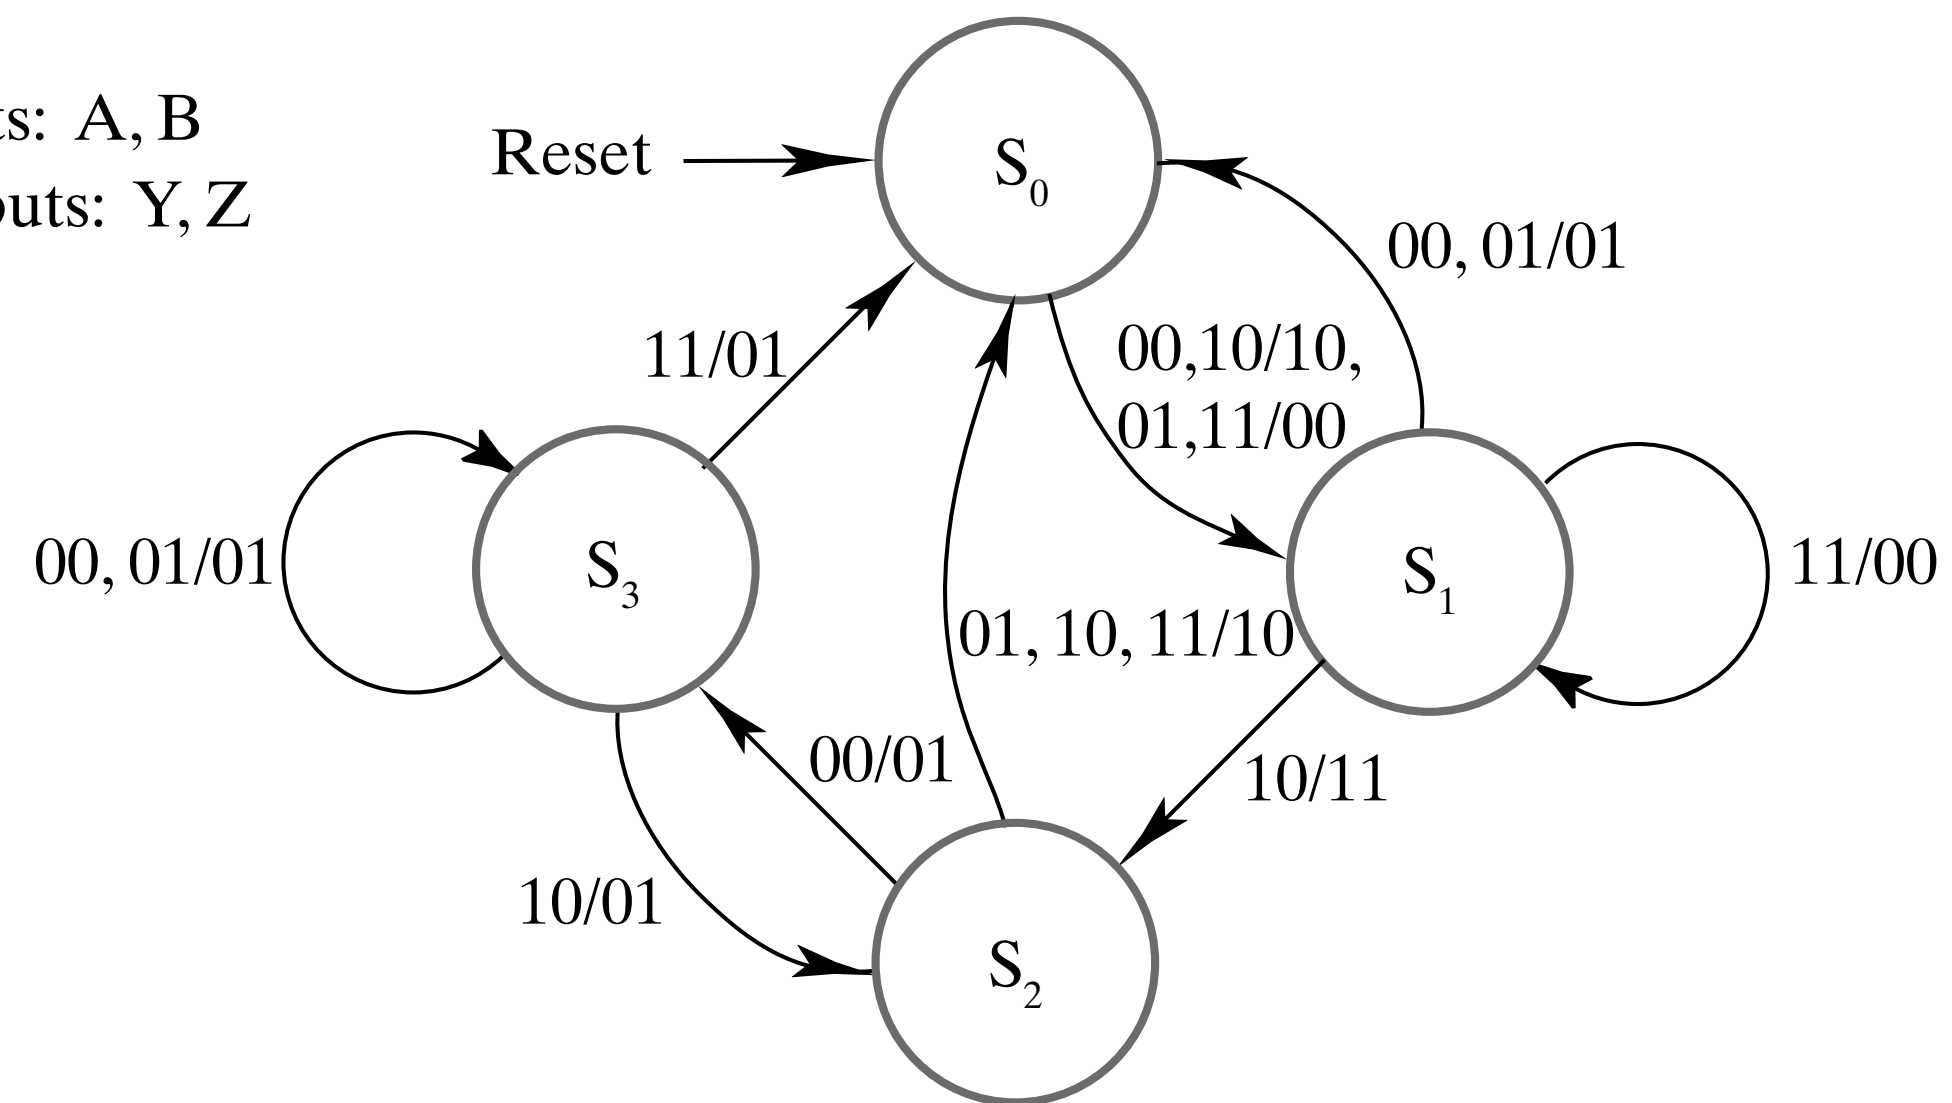 ts: A, B
Reset
S0
puts: Y, Z
00, 01/01
00,10/10,
01,11/00
11/01
00, 01/01
S3
S1
11/00
01, 10, 11/10
00/01
10/11
10/01
S2